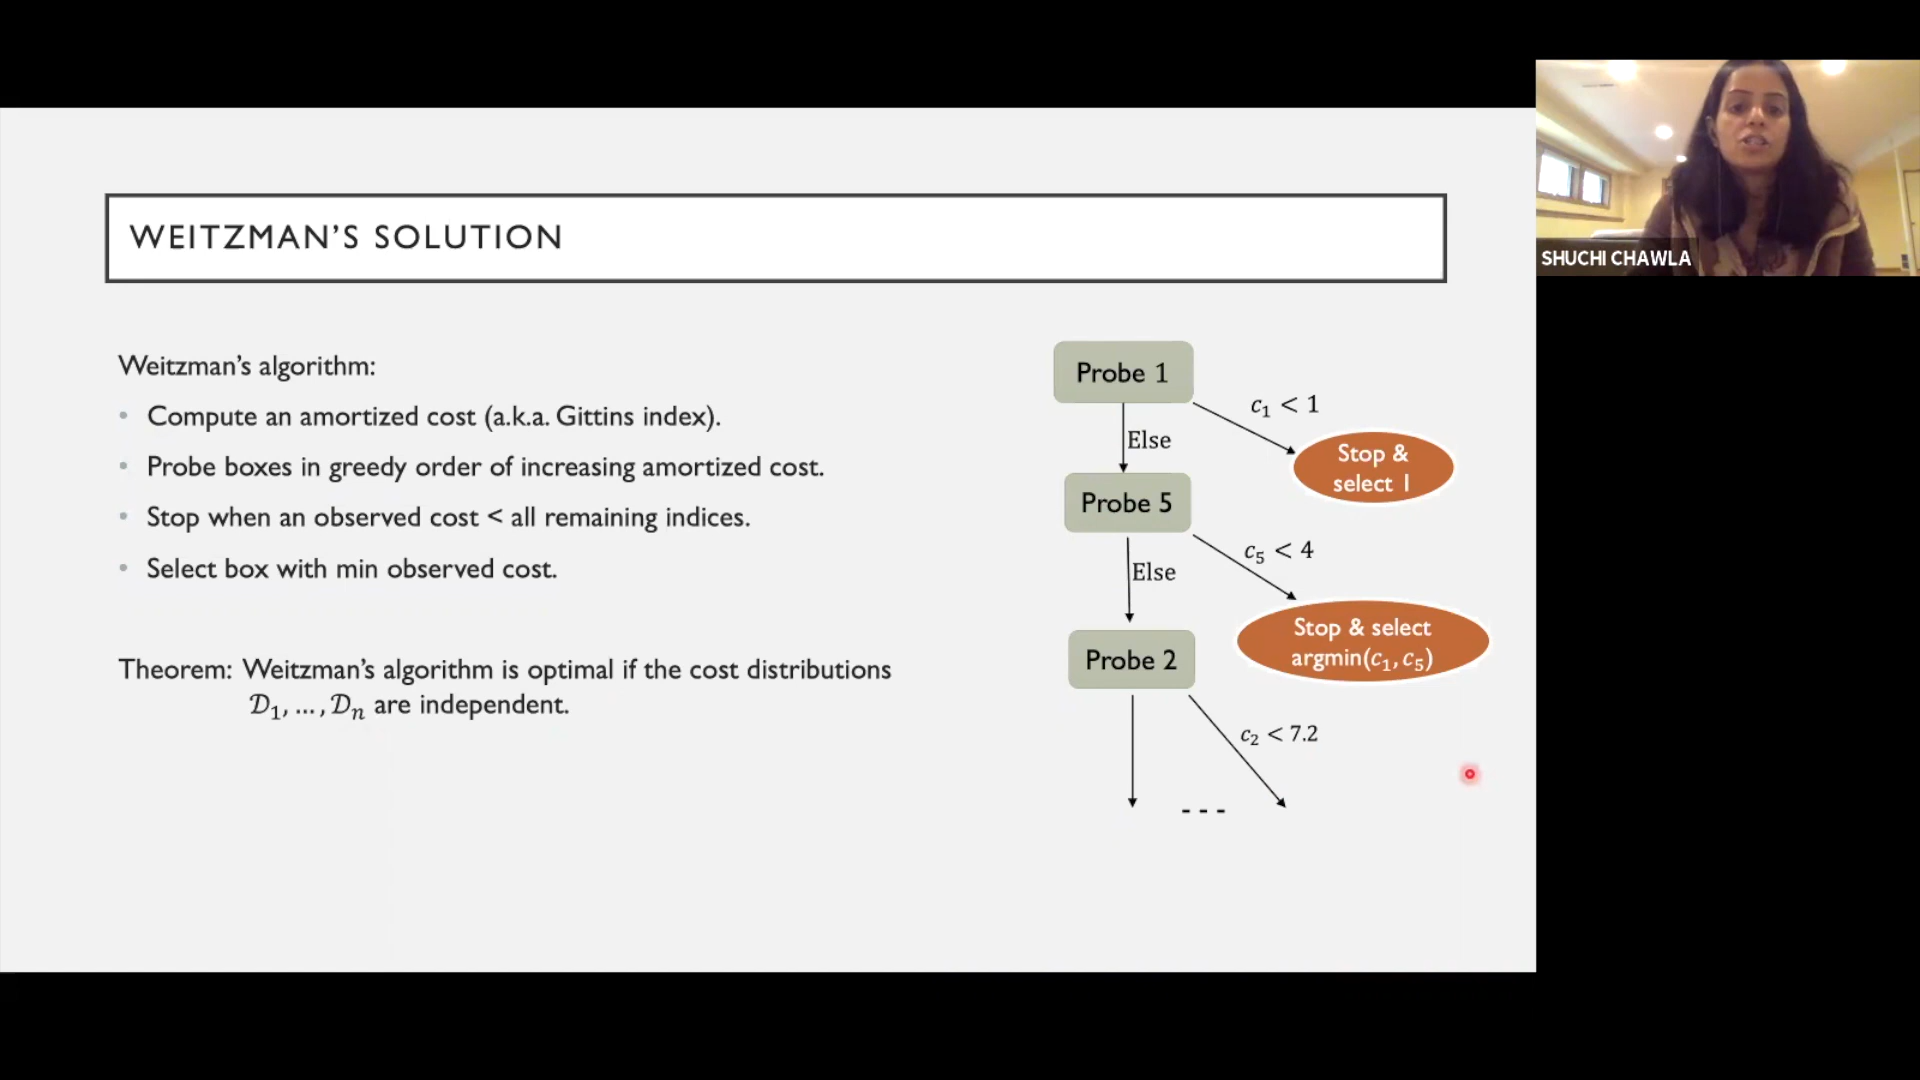 WEITZMAN'S SOLUTION
Weitzman's algorithm:
• Compute an amortized cost (a.k.a. Gittins index).
• Probe boxes in greedy order of increasing amortized cost.
• Stop when an observed cost < all remaining indices.
• Select box with min observed cost.
Theorem: Weitzman's algorithm is optimal if the cost distributions
𝒟₁, … , 𝒟ₙ are independent.
Probe 1
c₁ < 1
Else
Stop &
select 1
Probe 5
c₅ < 4
Else
Stop & select
argmin(c₁, c₅)
Probe 2
c₂ < 7.2
- - -
SHUCHI CHAWLA